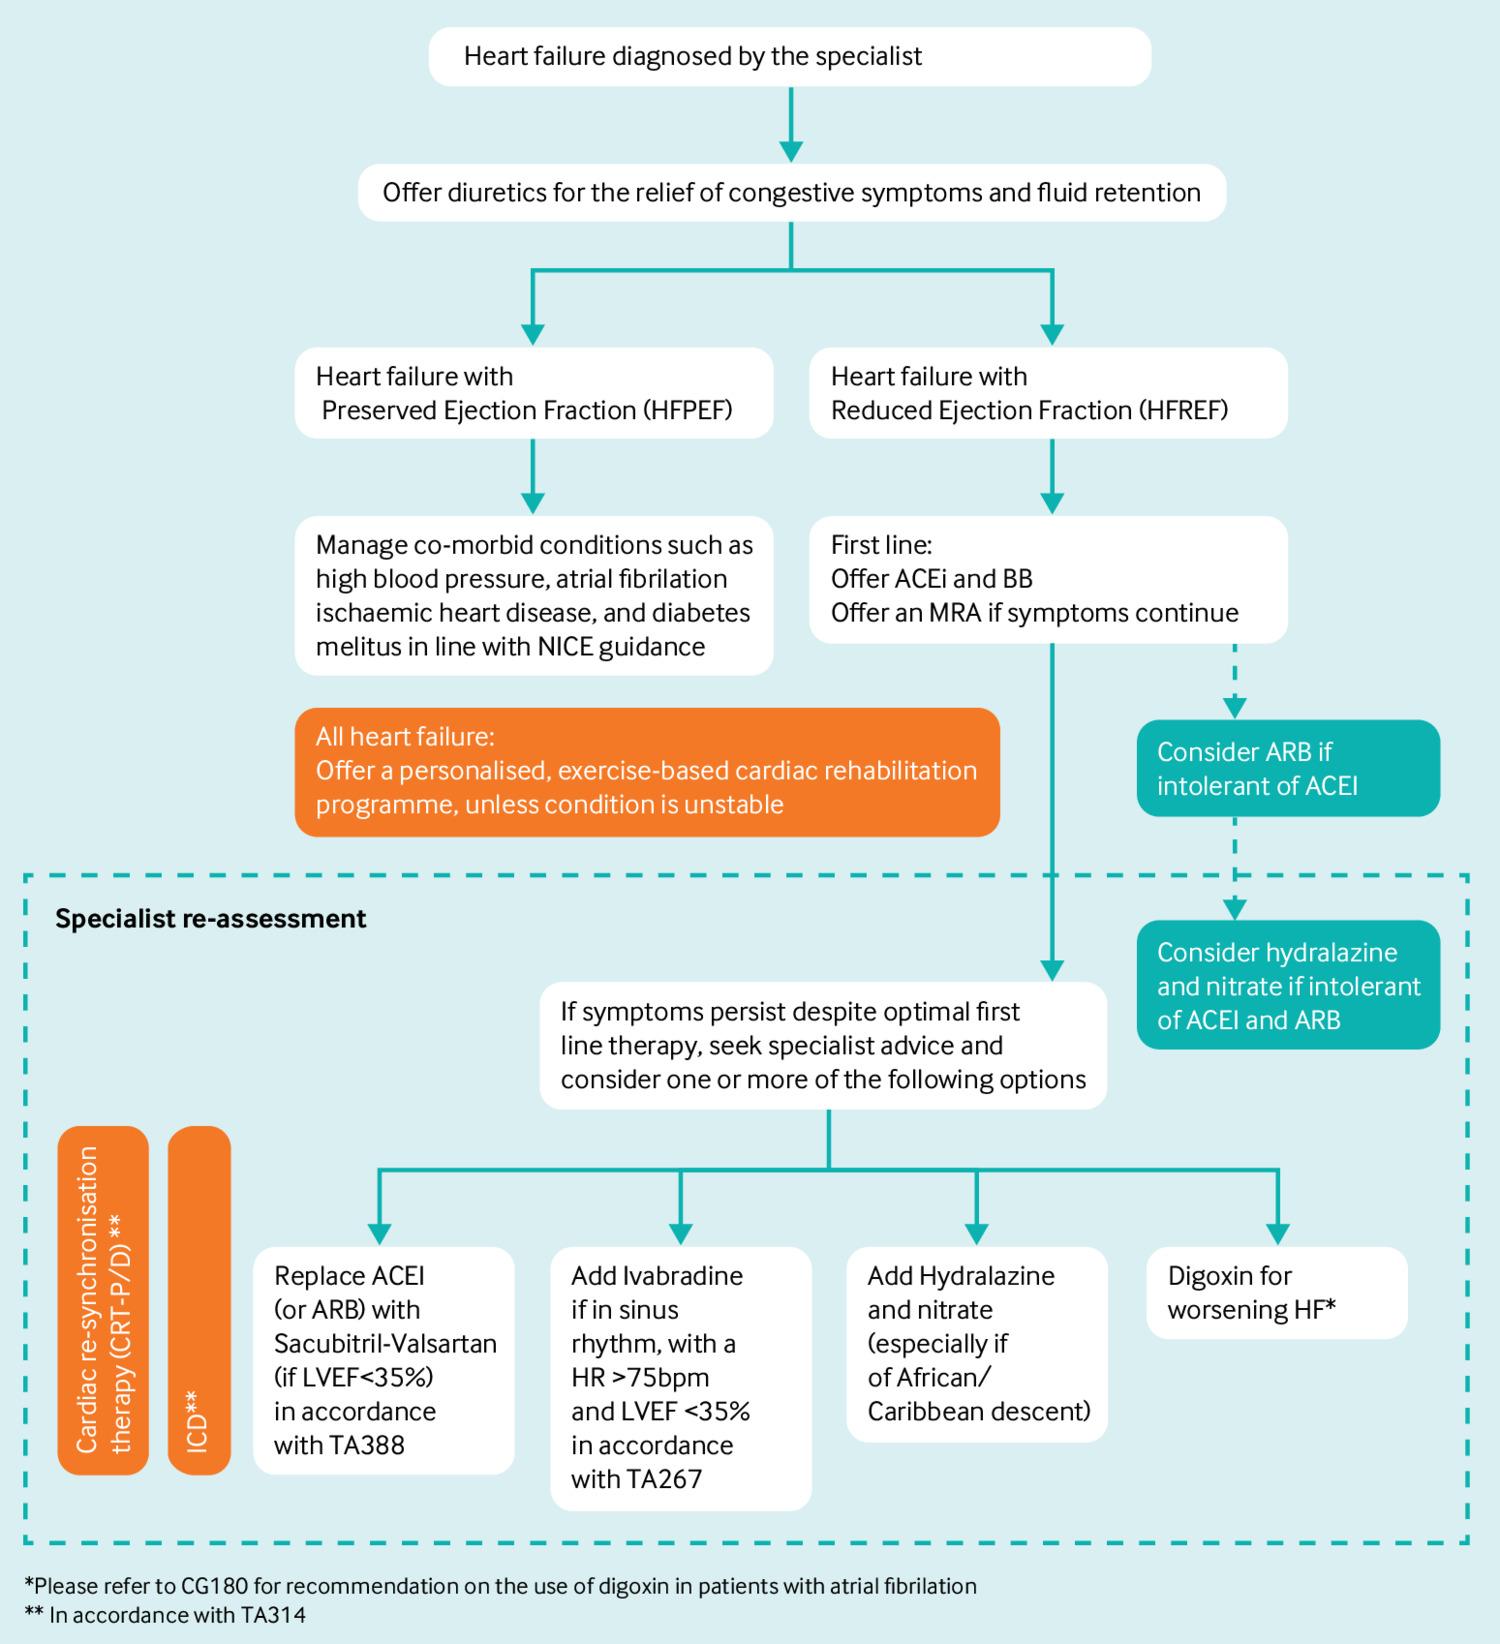 Heart failure diagnosed by the specialist
Offer diuretics for the relief of congestive symptoms and fluid retention
Heart failure with
Preserved Ejection Fraction (HFPEF)
Heart failure with
Reduced Ejection Fraction (HFREF)
Manage co-morbid conditions such as
high blood pressure, atrial fibrilation
ischaemic heart disease, and diabetes
melitus in line with NICE guidance
First line:
Offer ACEi and BB
Offer an MRA if symptoms continue
All heart failure:
Offer a personalised, exercise-based cardiac rehabilitation
programme, unless condition is unstable
Consider ARB if
intolerant of ACEI
Specialist re-assessment
Consider hydralazine
and nitrate if intolerant
of ACEI and ARB
If symptoms persist despite optimal first
line therapy, seek specialist advice and
consider one or more of the following options
Cardiac re-synchronisation
therapy (CRT-P/D) **
ICD**
Replace ACEI
(or ARB) with
Sacubitril-Valsartan
(if LVEF<35%)
in accordance
with TA388
Add Ivabradine
if in sinus
rhythm, with a
HR >75bpm
and LVEF <35%
in accordance
with TA267
Add Hydralazine
and nitrate
(especially if
of African/
Caribbean descent)
Digoxin for
worsening HF*
*Please refer to CG180 for recommendation on the use of digoxin in patients with atrial fibrilation
** In accordance with TA314